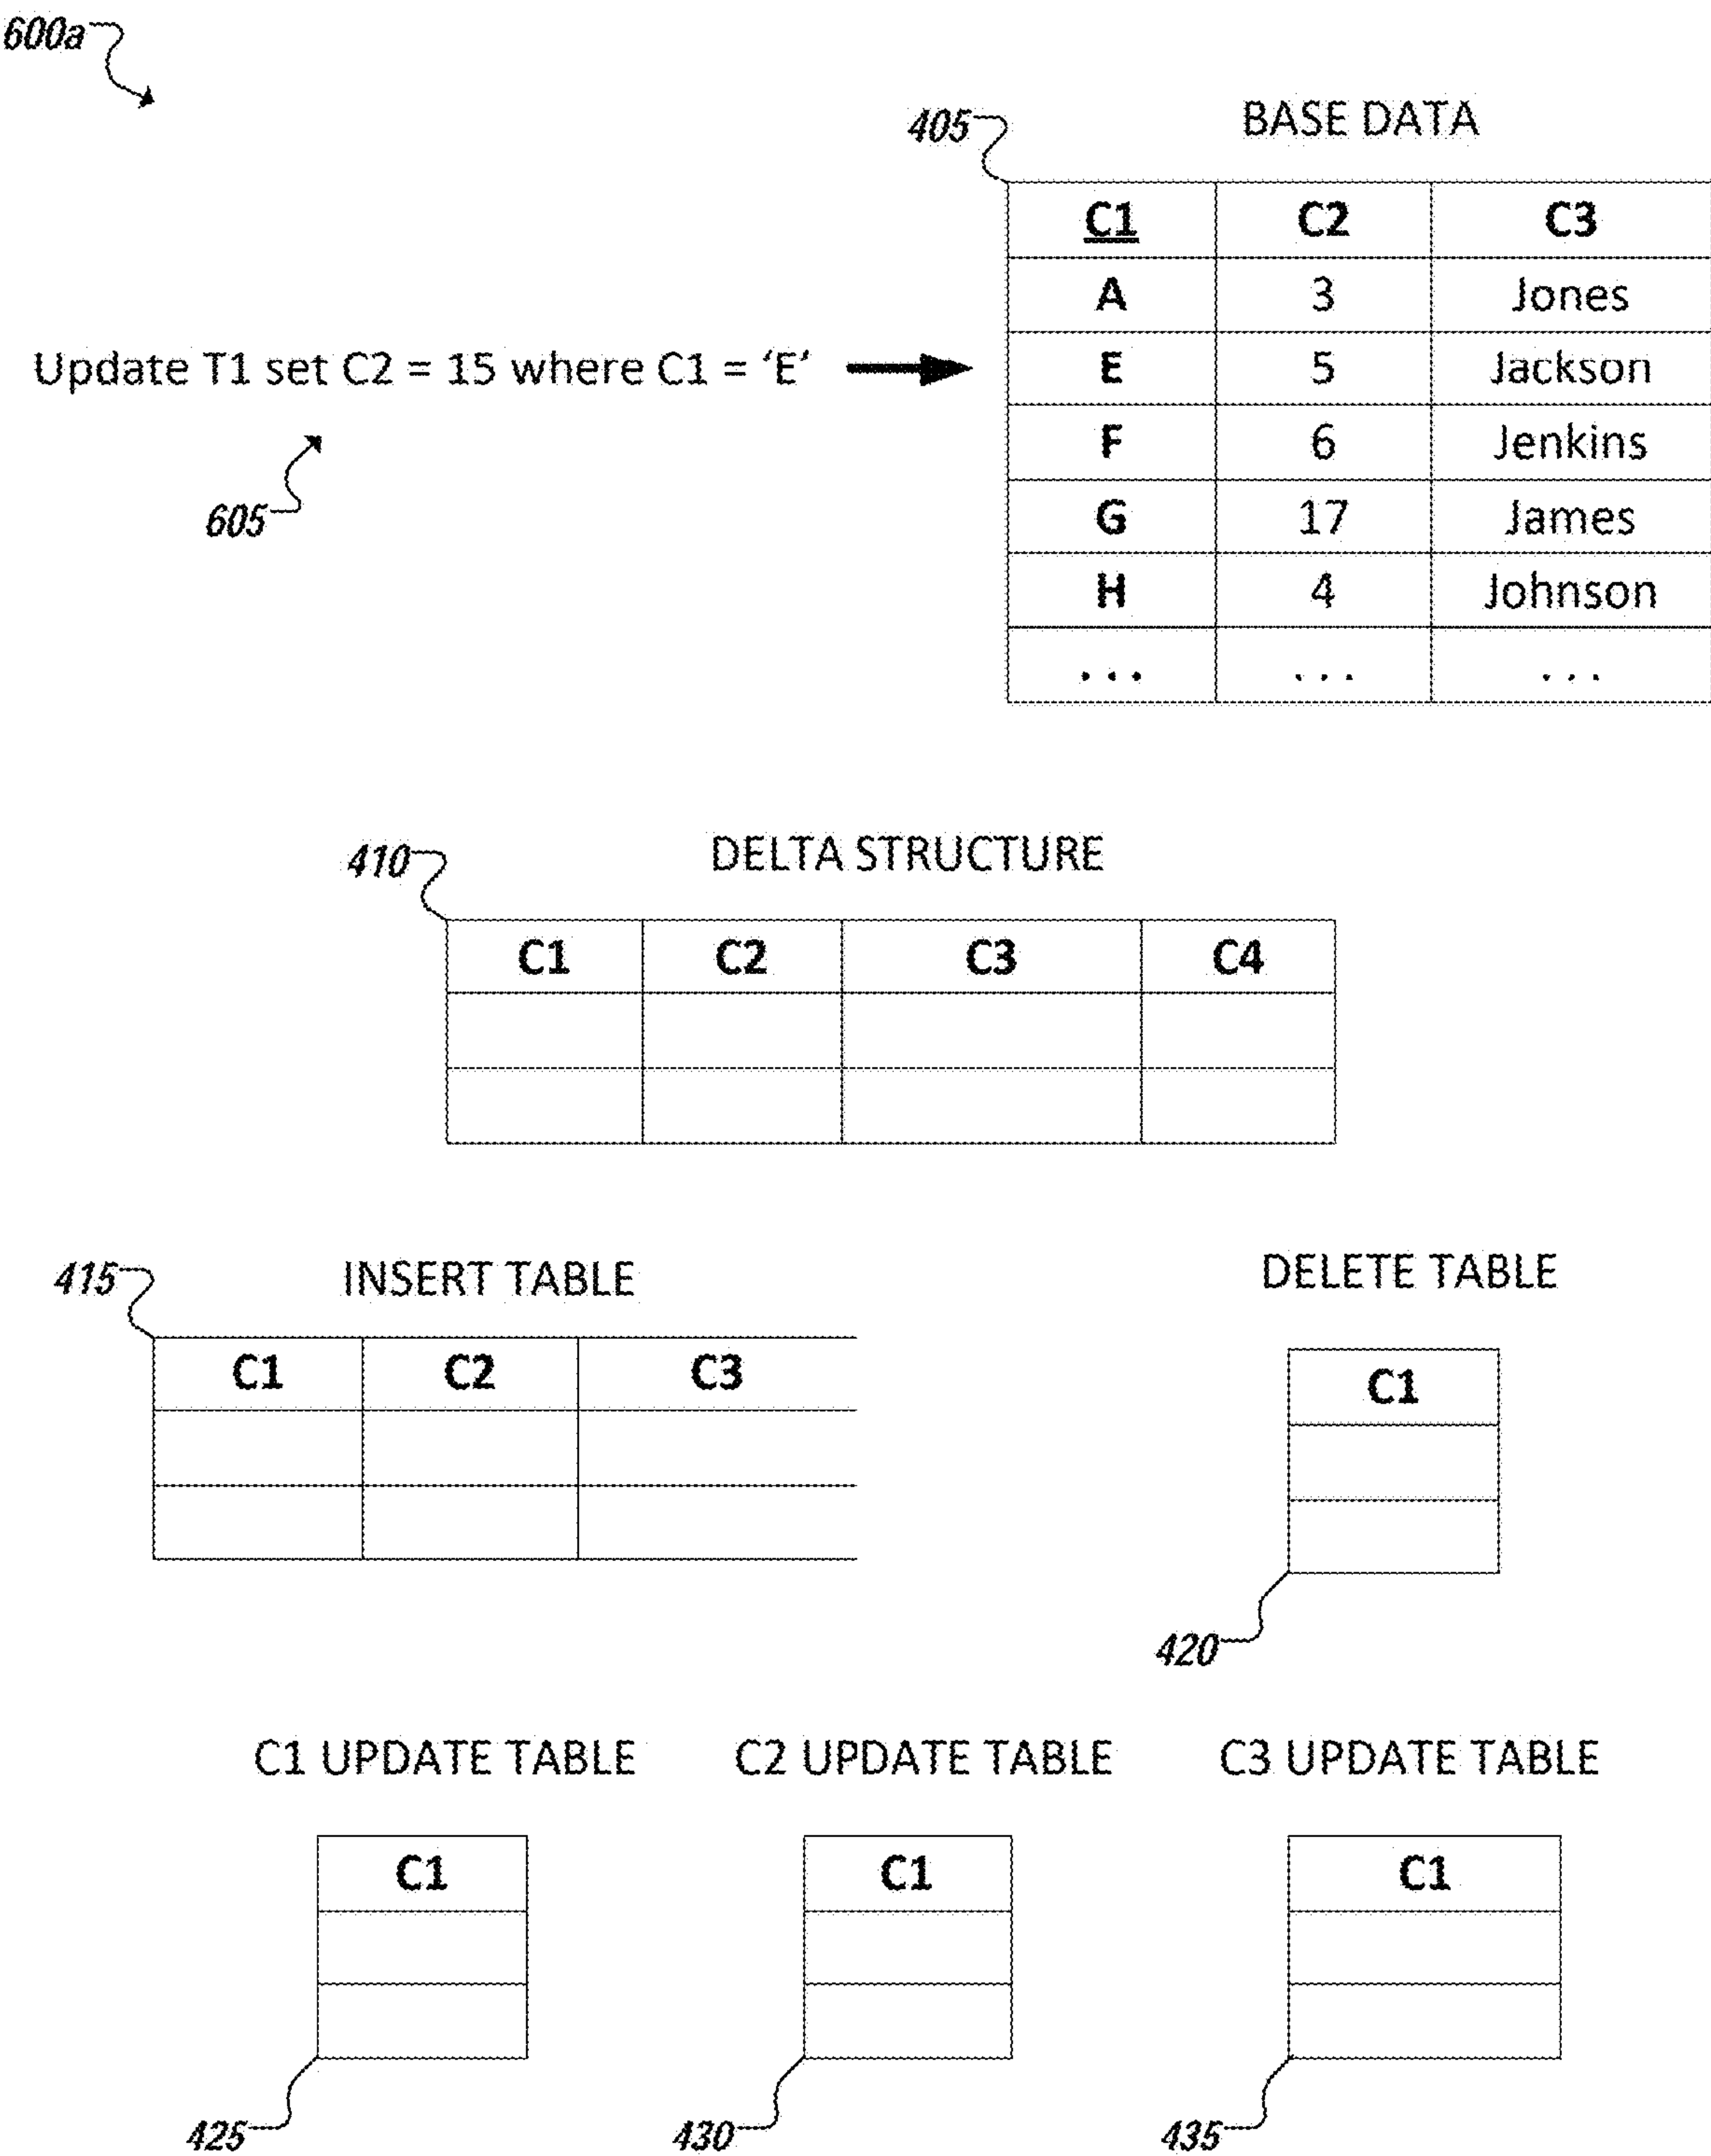 600a
405
BASE DATA
C1 C2 C3
A 3 Jones
Update T1 set C2 = 15 where C1 = ‘E’
E 5 Jackson
F 6 Jenkins
605
G 17 James
H 4 Johnson
... ... ...
410
DELTA STRUCTURE
C1 C2 C3 C4
415
INSERT TABLE
DELETE TABLE
C1 C2 C3
C1
420
C1 UPDATE TABLE
C2 UPDATE TABLE
C3 UPDATE TABLE
C1
C1
C1
425
430
435